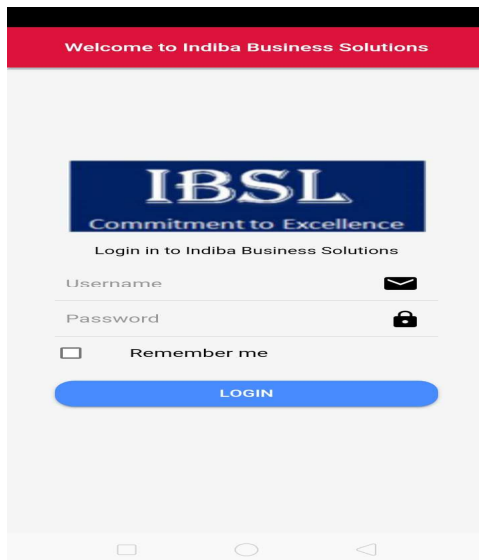 Welcome to Indiba Business Solutions
IBSL
Commitment to Excellence
Login in to Indiba Business Solutions
Username
Password
Remember me
LOGIN